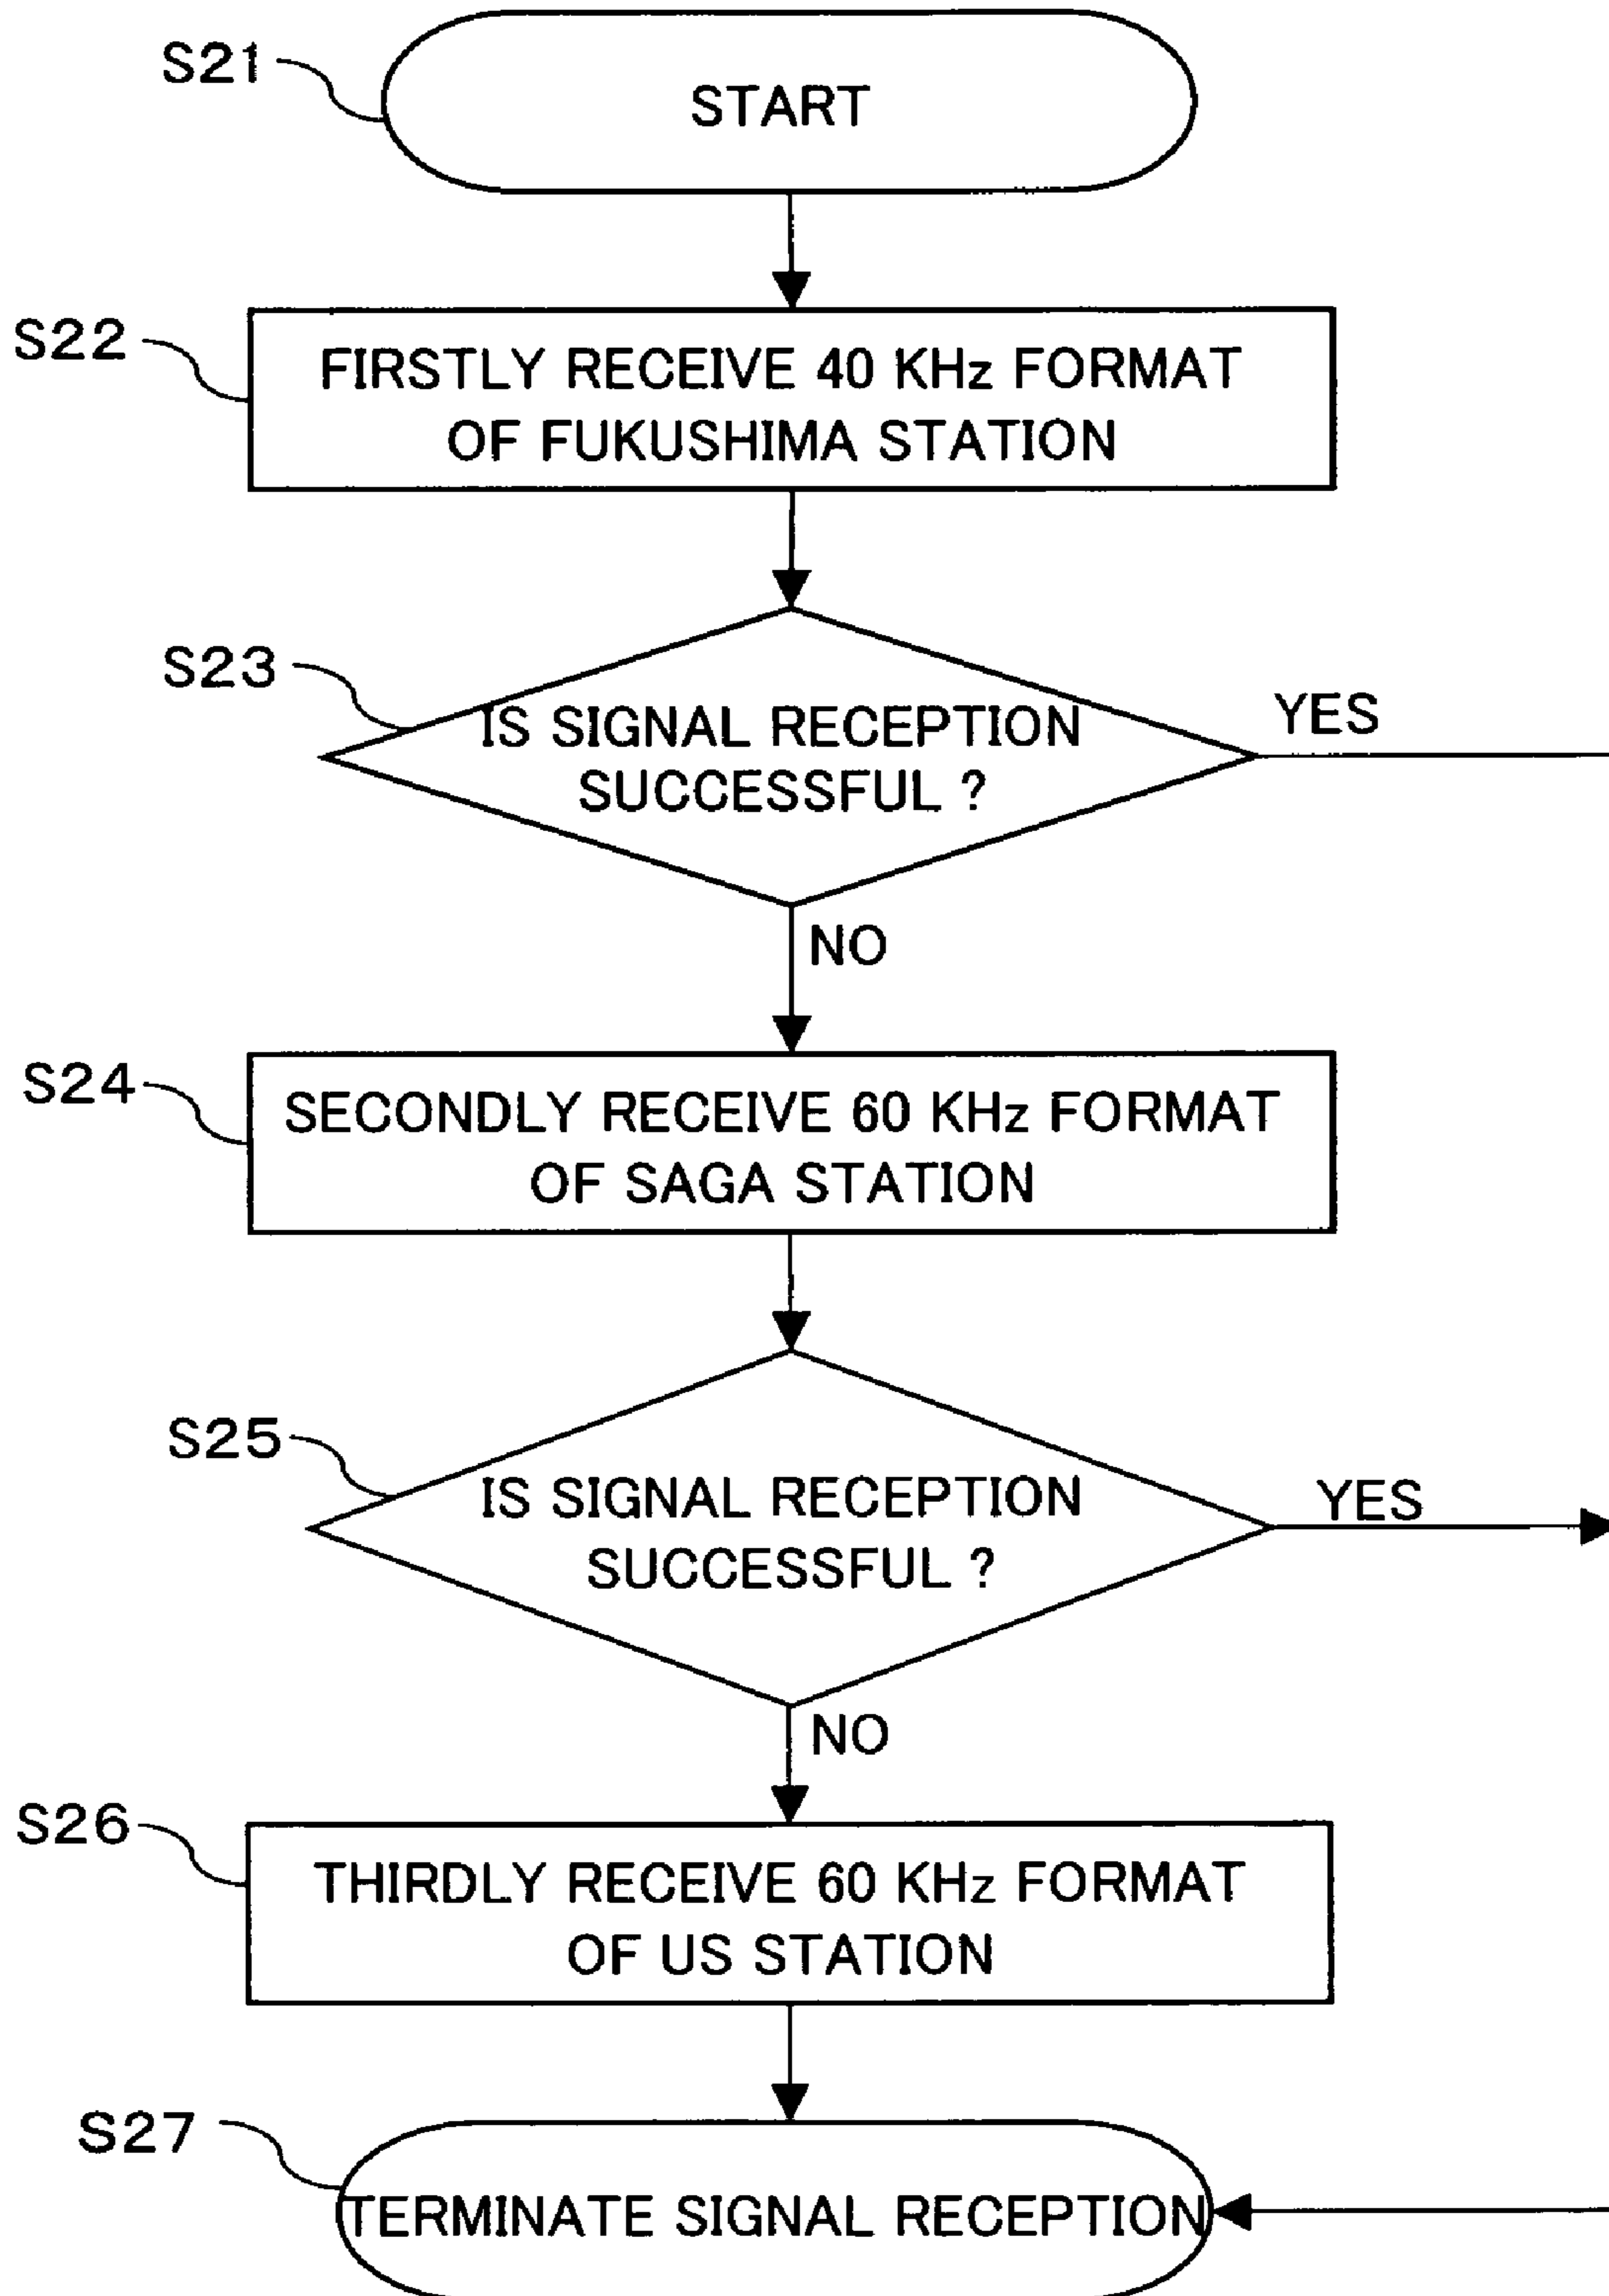 S21
START
S22
FIRSTLY RECEIVE 40 KHz FORMAT
OF FUKUSHIMA STATION
S23
IS SIGNAL RECEPTION
SUCCESSFUL ?
YES
NO
S24
SECONDLY RECEIVE 60 KHz FORMAT
OF SAGA STATION
S25
IS SIGNAL RECEPTION
SUCCESSFUL ?
YES
NO
S26
THIRDLY RECEIVE 60 KHz FORMAT
OF US STATION
S27
TERMINATE SIGNAL RECEPTION